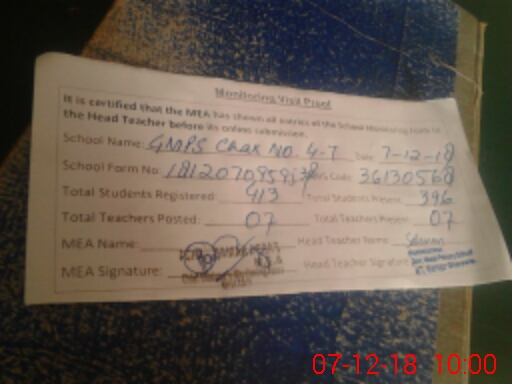 Monitoring Visit Proof
It is certified that the MEA has shown all entries of the School Monitoring Form to
the Head Teacher before its online submission.
School Name: GMPS Chak NO. 4-7 Date: 7-12-18
School Form No. EMIS Code: 36130568
Total Students Registered: 413 Total Students Present: 396
Total Teachers Posted: 07 Total Teachers Present: 07
MEA Name: Head Teacher Name:
MEA Signature: Head Teacher Signature:
07-12-18 10:00